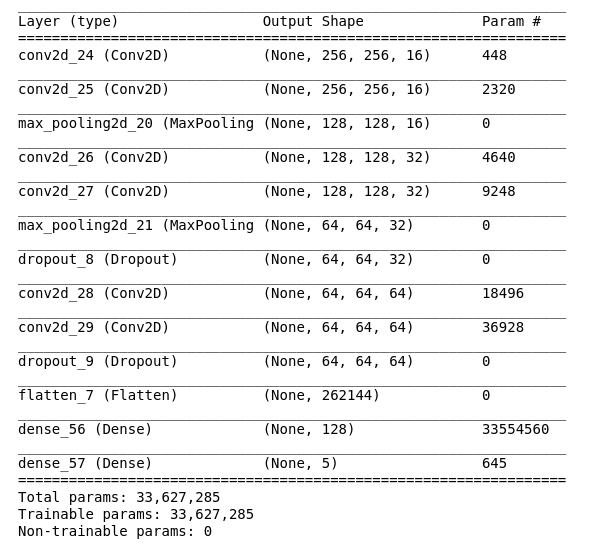 Layer (type) Output Shape Param #
=================================================================
conv2d_24 (Conv2D) (None, 256, 256, 16) 448
conv2d_25 (Conv2D) (None, 256, 256, 16) 2320
max_pooling2d_20 (MaxPooling (None, 128, 128, 16) 0
conv2d_26 (Conv2D) (None, 128, 128, 32) 4640
conv2d_27 (Conv2D) (None, 128, 128, 32) 9248
max_pooling2d_21 (MaxPooling (None, 64, 64, 32) 0
dropout_8 (Dropout) (None, 64, 64, 32) 0
conv2d_28 (Conv2D) (None, 64, 64, 64) 18496
conv2d_29 (Conv2D) (None, 64, 64, 64) 36928
dropout_9 (Dropout) (None, 64, 64, 64) 0
flatten_7 (Flatten) (None, 262144) 0
dense_56 (Dense) (None, 128) 33554560
dense_57 (Dense) (None, 5) 645
=================================================================
Total params: 33,627,285
Trainable params: 33,627,285
Non-trainable params: 0